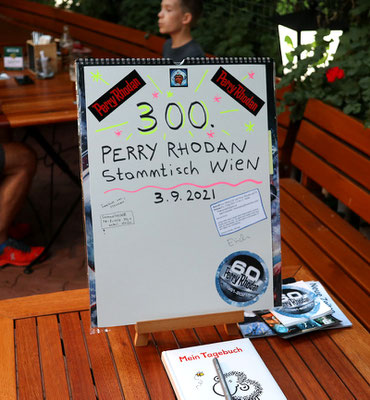 Perry Rhodan
Perry Rhodan
300.
PERRY RHODAN
Stammtisch WIEN
3.9.2021
60
Perry Rhodan
Mein Tagebuch